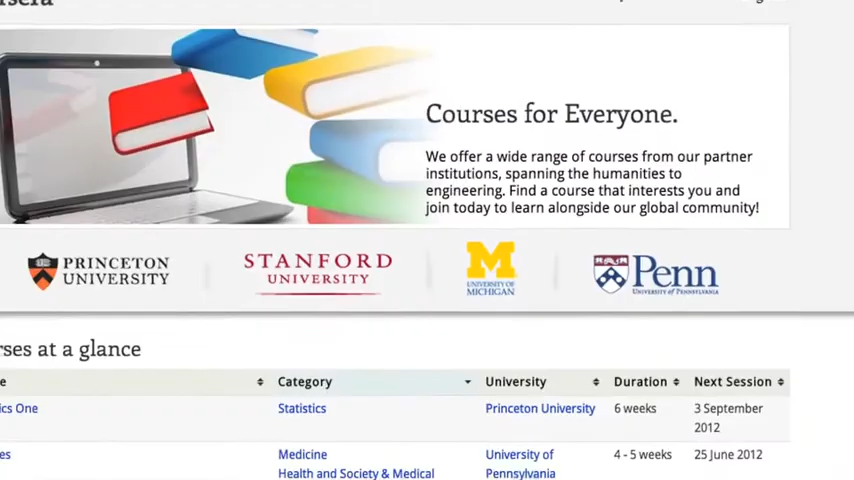 Courses for Everyone.
We offer a wide range of courses from our partner
institutions, spanning the humanities to
engineering. Find a course that interests you and
join today to learn alongside our global community!
PRINCETON
UNIVERSITY
STANFORD
UNIVERSITY
M
UNIVERSITY OF
MICHIGAN
Penn
UNIVERSITY OF PENNSYLVANIA
rses at a glance
e
Category
University
Duration
Next Session
ics One
Statistics
Princeton University
6 weeks
3 September
2012
es
Medicine
Health and Society & Medical
University of
Pennsylvania
4 - 5 weeks
25 June 2012